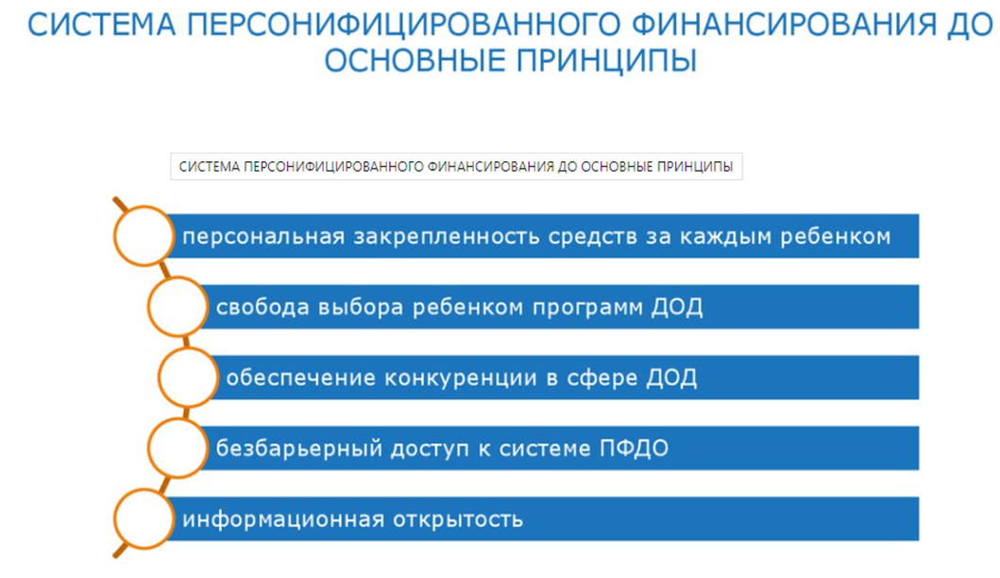 СИСТЕМА ПЕРСОНИФИЦИРОВАННОГО ФИНАНСИРОВАНИЯ ДО
ОСНОВНЫЕ ПРИНЦИПЫ
СИСТЕМА ПЕРСОНИФИЦИРОВАННОГО ФИНАНСИРОВАНИЯ ДО ОСНОВНЫЕ ПРИНЦИПЫ
персональная закрепленность средств за каждым ребенком
свобода выбора ребенком программ ДОД
обеспечение конкуренции в сфере ДОД
безбарьерный доступ к системе ПФДО
информационная открытость